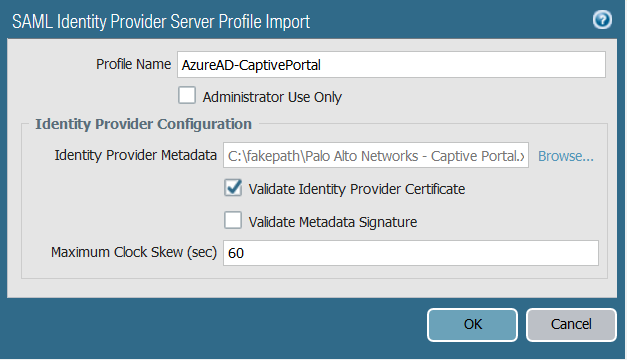 SAML Identity Provider Server Profile Import
Profile Name AzureAD-CaptivePortal
Administrator Use Only
Identity Provider Configuration
Identity Provider Metadata C:\fakepath\Palo Alto Networks - Captive Portal.x Browse...
Validate Identity Provider Certificate
Validate Metadata Signature
Maximum Clock Skew (sec) 60
OK Cancel